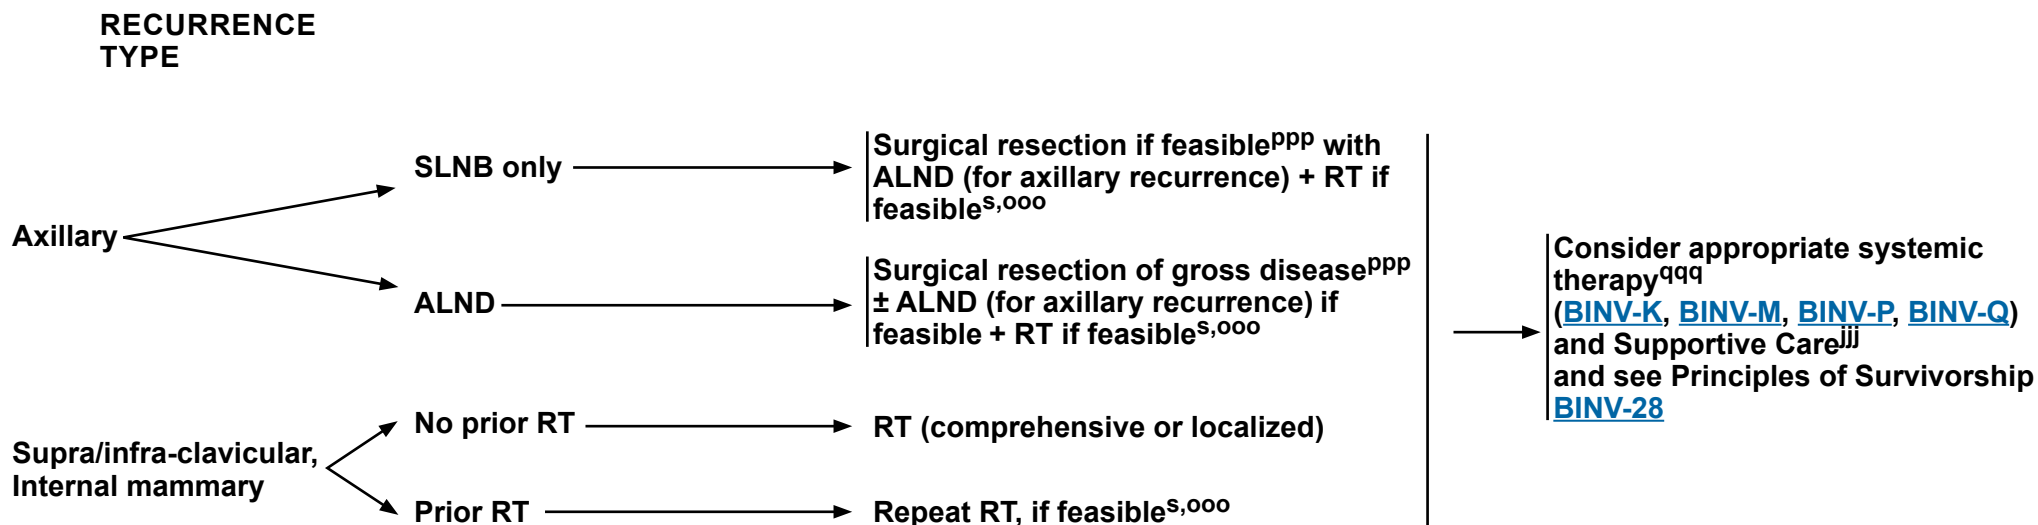 RECURRENCE
TYPE
Axillary
SLNB only
Surgical resection if feasibleppp with
ALND (for axillary recurrence) + RT if
feasibles,ooo
ALND
Surgical resection of gross diseaseppp
± ALND (for axillary recurrence) if
feasible + RT if feasibles,ooo
Supra/infra-clavicular,
Internal mammary
No prior RT
RT (comprehensive or localized)
Prior RT
Repeat RT, if feasibles,ooo
Consider appropriate systemic
therapyqqq
(BINV-K, BINV-M, BINV-P, BINV-Q)
and Supportive Carejjj
and see Principles of Survivorship
BINV-28